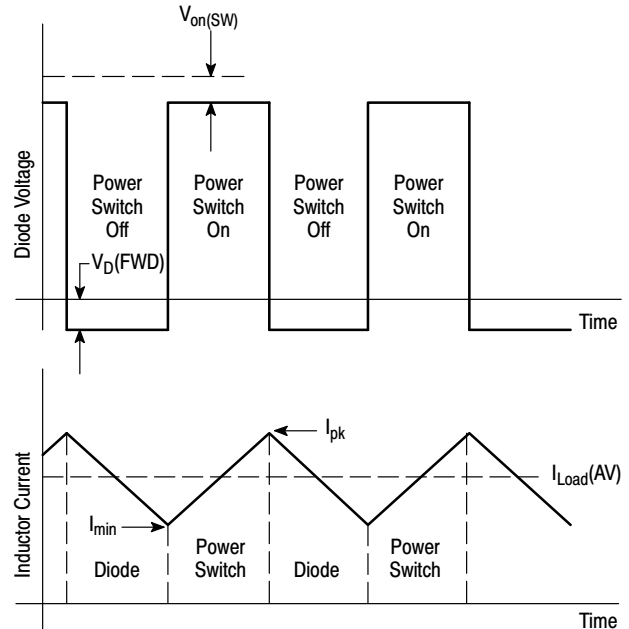 Von(SW)
Diode Voltage
Power
Switch
Off
Power
Switch
On
Power
Switch
Off
Power
Switch
On
VD(FWD)
Time
Inductor Current
Ipk
ILoad(AV)
Imin
Diode
Power
Switch
Diode
Power
Switch
Time